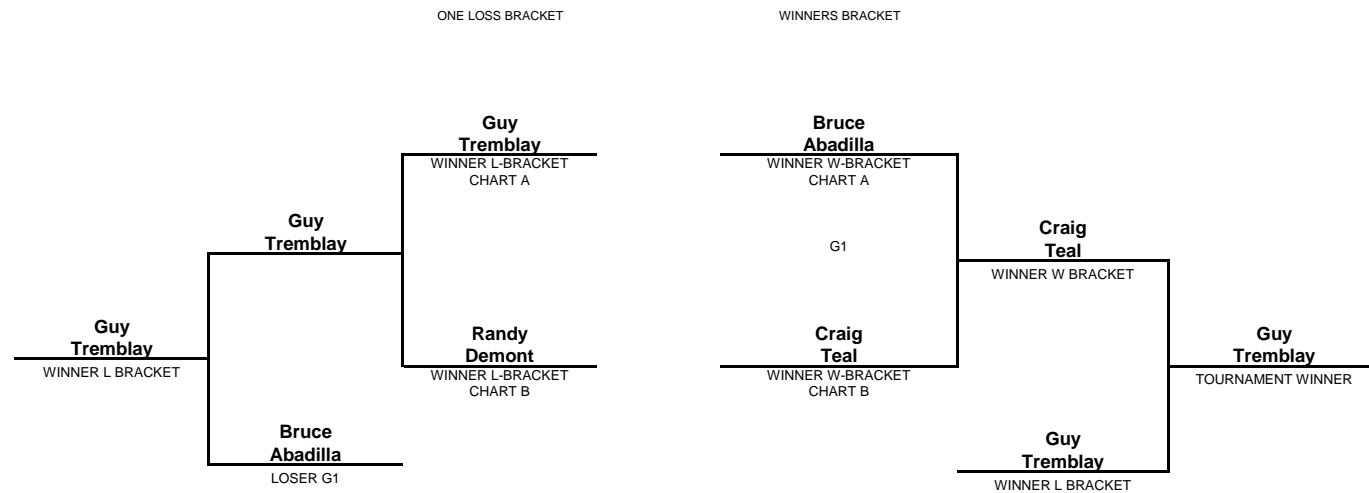 ONE LOSS BRACKET
WINNERS BRACKET
Guy
Tremblay
WINNER L-BRACKET
CHART A
Bruce
Abadilla
WINNER W-BRACKET
CHART A
Guy
Tremblay
G1
Craig
Teal
WINNER W BRACKET
Guy
Tremblay
WINNER L BRACKET
Randy
Demont
WINNER L-BRACKET
CHART B
Craig
Teal
WINNER W-BRACKET
CHART B
Guy
Tremblay
TOURNAMENT WINNER
Bruce
Abadilla
LOSER G1
Guy
Tremblay
WINNER L BRACKET